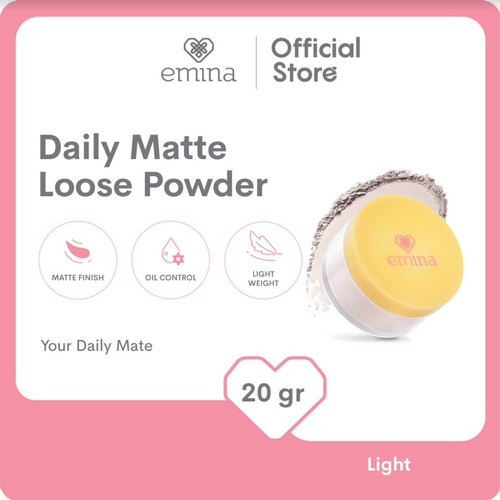 emina
Official
Store
Daily Matte
Loose Powder
MATTE FINISH
OIL CONTROL
LIGHT
WEIGHT
emina
Your Daily Mate
20 gr
Light